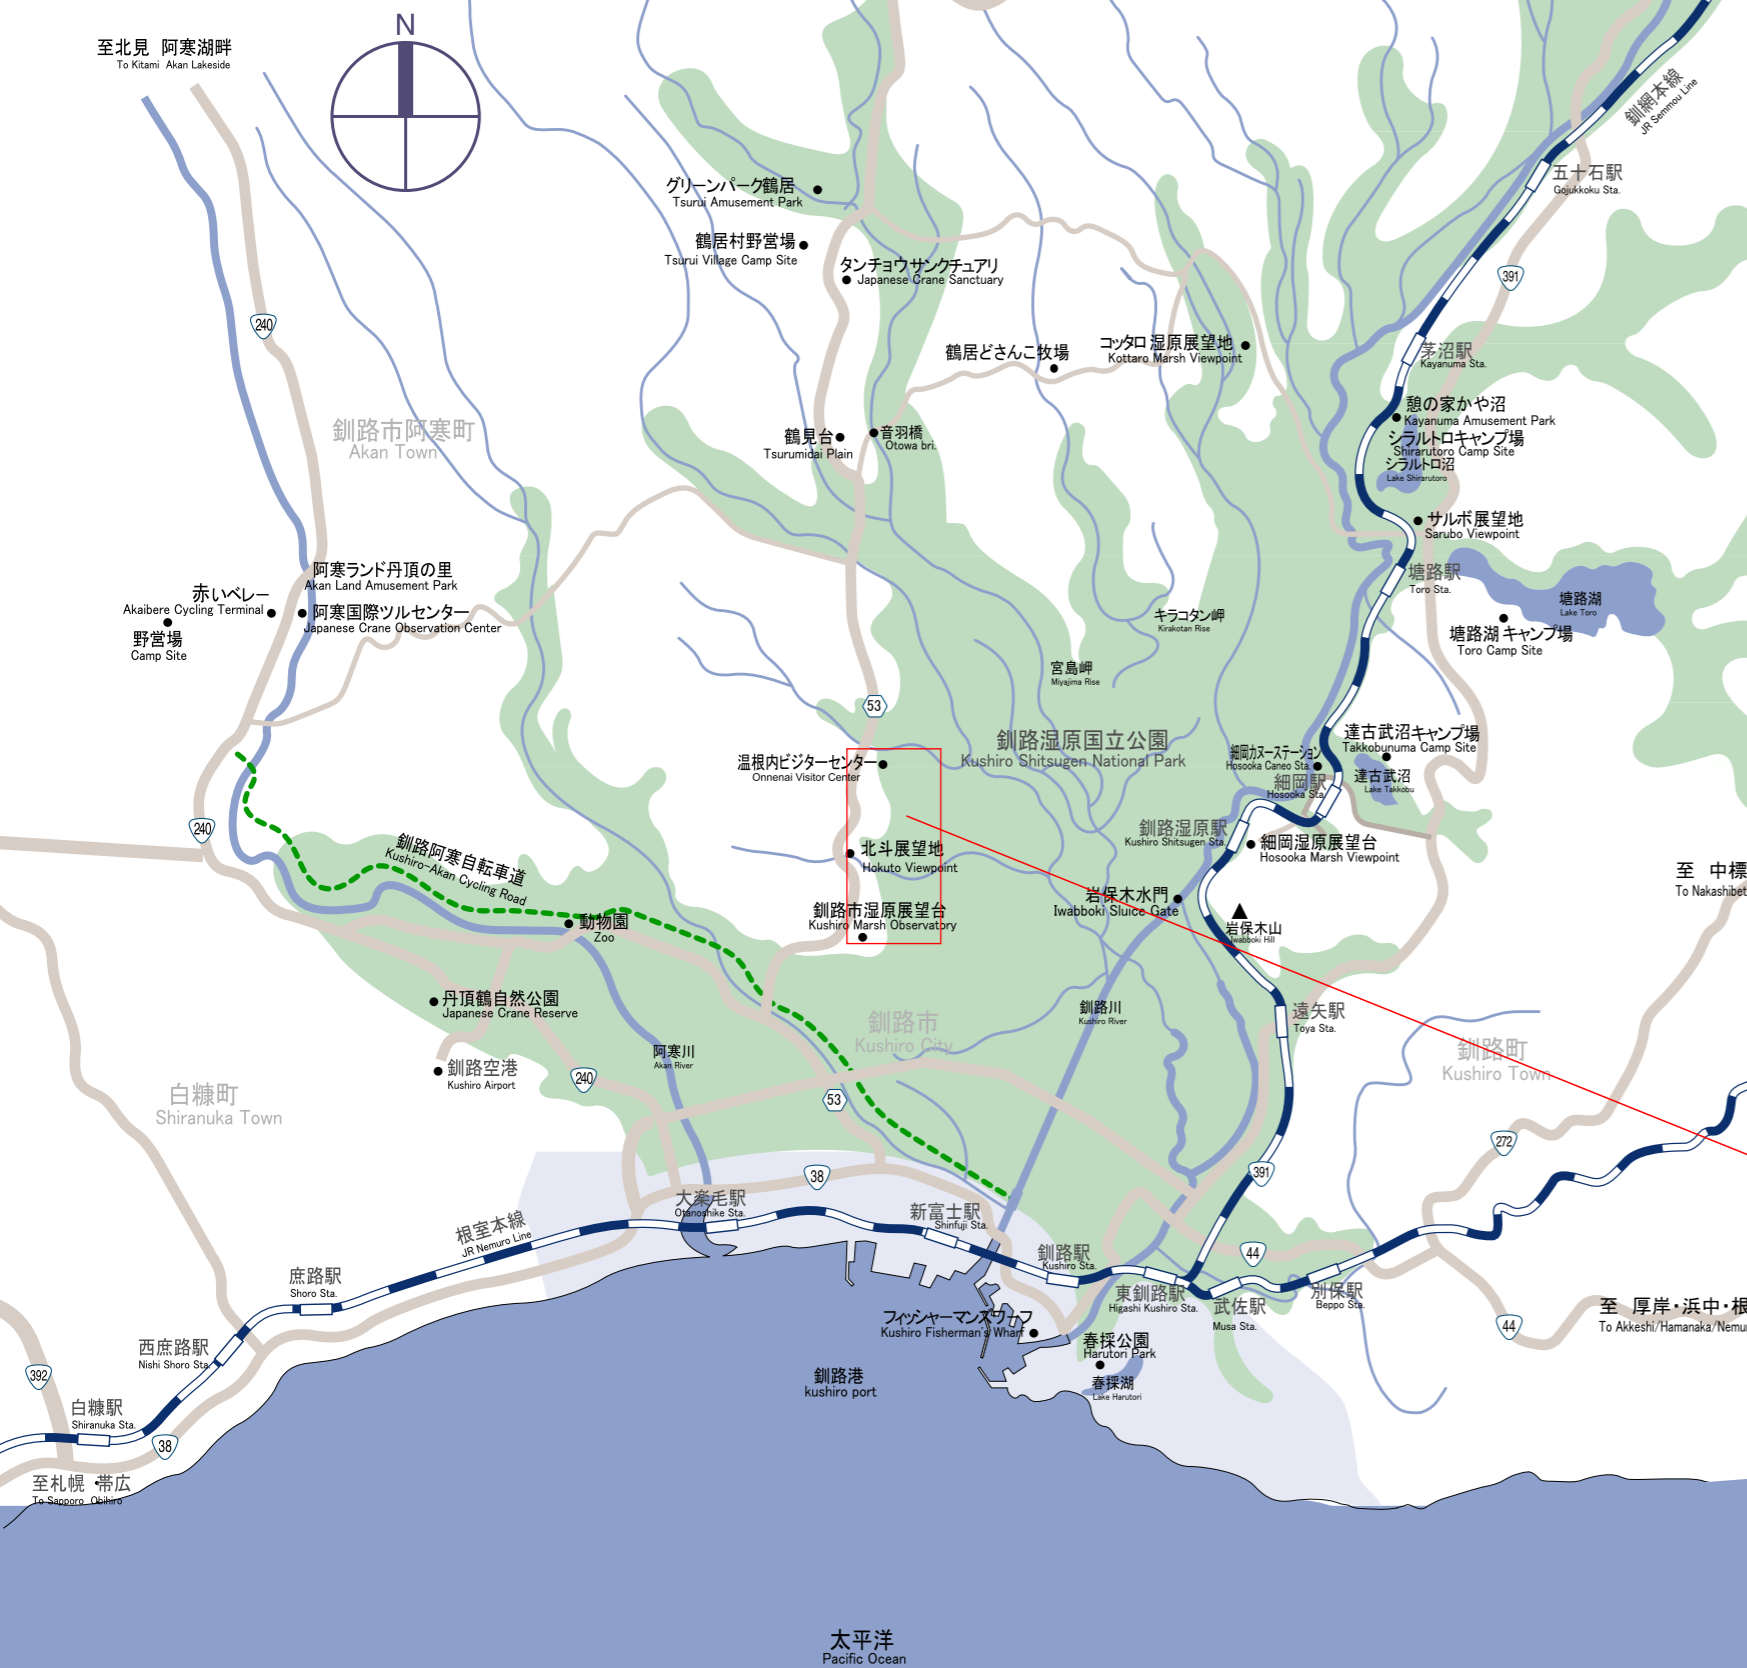 N
至北見 阿寒湖畔
To Kitami Akan Lakeside
釧網本線
JR Semmou Line
五十石駅
Gojukkoku Sta.
グリーンパーク鶴居
Tsurui Amusement Park
鶴居村野営場
Tsurui Village Camp Site
タンチョウサンクチュアリ
Japanese Crane Sanctuary
391
240
コッタロ湿原展望地
Kottaro Marsh Viewpoint
鶴居どさんこ牧場
茅沼駅
Kayanuma Sta.
憩の家かや沼
Kayanuma Amusement Park
シラルトロキャンプ場
Shirarutoro Camp Site
シラルトロ沼
Lake Shirarutoro
釧路市阿寒町
Akan Town
鶴見台
Tsurumidai Plain
音羽橋
Otowa bri.
サルボ展望地
Sarubo Viewpoint
塘路駅
Toro Sta.
塘路湖
Lake Toro
塘路湖キャンプ場
Toro Camp Site
阿寒ランド丹頂の里
Akan Land Amusement Park
赤いベレー
Akaibere Cycling Terminal
阿寒国際ツルセンター
Japanese Crane Observation Center
野営場
Camp Site
キラコタン岬
Kirakotan Rise
宮島岬
Miyajima Rise
53
釧路湿原国立公園
Kushiro Shitsugen National Park
温根内ビジターセンター
Onnenai Visitor Center
達古武沼キャンプ場
Takkobunuma Camp Site
細岡カヌーステーション
Hosooka Caneo Sta.
達古武沼
Lake Takkobu
細岡駅
Hosooka Sta.
240
釧路湿原駅
Kushiro Shitsugen Sta.
細岡湿原展望台
Hosooka Marsh Viewpoint
釧路阿寒自転車道
Kushiro-Akan Cycling Road
北斗展望地
Hokuto Viewpoint
至 中標
To Nakashibet
岩保木水門
Iwabboki Sluice Gate
釧路市湿原展望台
Kushiro Marsh Observatory
動物園
Zoo
岩保木山
Iwabboki Hill
丹頂鶴自然公園
Japanese Crane Reserve
釧路川
Kushiro River
遠矢駅
Toya Sta.
釧路市
Kushiro City
釧路町
Kushiro Town
阿寒川
Akan River
釧路空港
Kushiro Airport
240
53
白糠町
Shiranuka Town
272
391
38
大楽毛駅
Otanoshike Sta.
新富士駅
Shinfuji Sta.
根室本線
JR Nemuro Line
釧路駅
Kushiro Sta.
44
庶路駅
Shoro Sta.
東釧路駅
Higashi Kushiro Sta.
武佐駅
Musa Sta.
別保駅
Beppo Sta.
至 厚岸・浜中・根
To Akkeshi/Hamanaka/Nemu
44
フィッシャーマンズワーフ
Kushiro Fisherman's Wharf
西庶路駅
Nishi Shoro Sta.
春採公園
Harutori Park
春採湖
Lake Harutori
釧路港
kushiro port
392
白糠駅
Shiranuka Sta.
38
至札幌・帯広
To Sapporo Obihiro
太平洋
Pacific Ocean